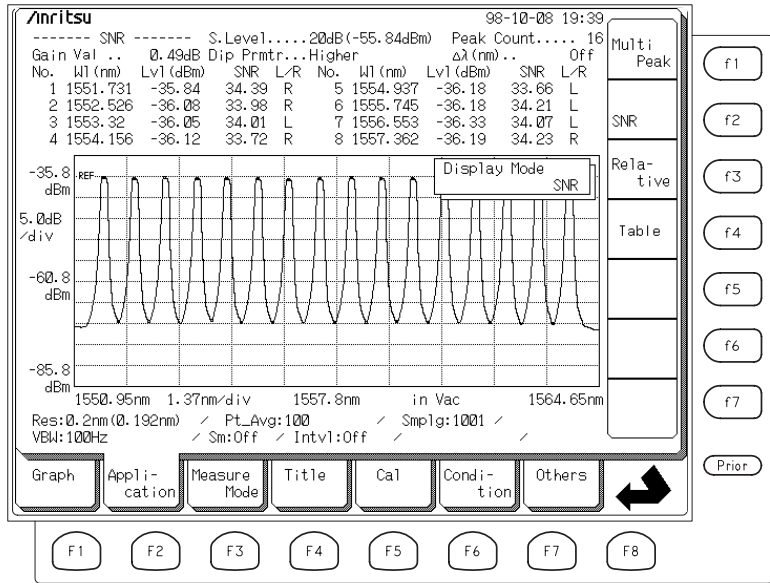 /Inritsu 98-10-08 19:39
------- SNR ------- S.Level.....20dB(-55.84dBm) Peak Count..... 16
Gain Val .. 0.49dB Dip Prmtr...Higher Δλ(nm).. Off
No. Wl(nm) Lvl(dBm) SNR L/R No. Wl(nm) Lvl(dBm) SNR L/R
1 1551.731 -35.84 34.39 R 5 1554.937 -36.18 33.66 L
2 1552.526 -36.08 33.98 R 6 1555.745 -36.18 34.21 L
3 1553.32 -36.05 34.01 L 7 1556.553 -36.33 34.07 L
4 1554.156 -36.12 33.72 R 8 1557.362 -36.19 34.23 R
-35.8
dBm
REF
Display Mode
SNR
5.0dB
/div
-60.8
dBm
-85.8
dBm
1550.95nm 1.37nm/div 1557.8nm in Vac 1564.65nm
Res:0.2nm(0.192nm) / Pt_Avg:100 / Smplg:1001 /
VBW:100Hz / Sm:Off / Intvl:Off / /
Multi
Peak
SNR
Rela-
tive
Table
f1
f2
f3
f4
f5
f6
f7
Prior
Graph
Appli-
cation
Measure
Mode
Title
Cal
Condi-
tion
Others
F1 F2 F3 F4 F5 F6 F7 F8